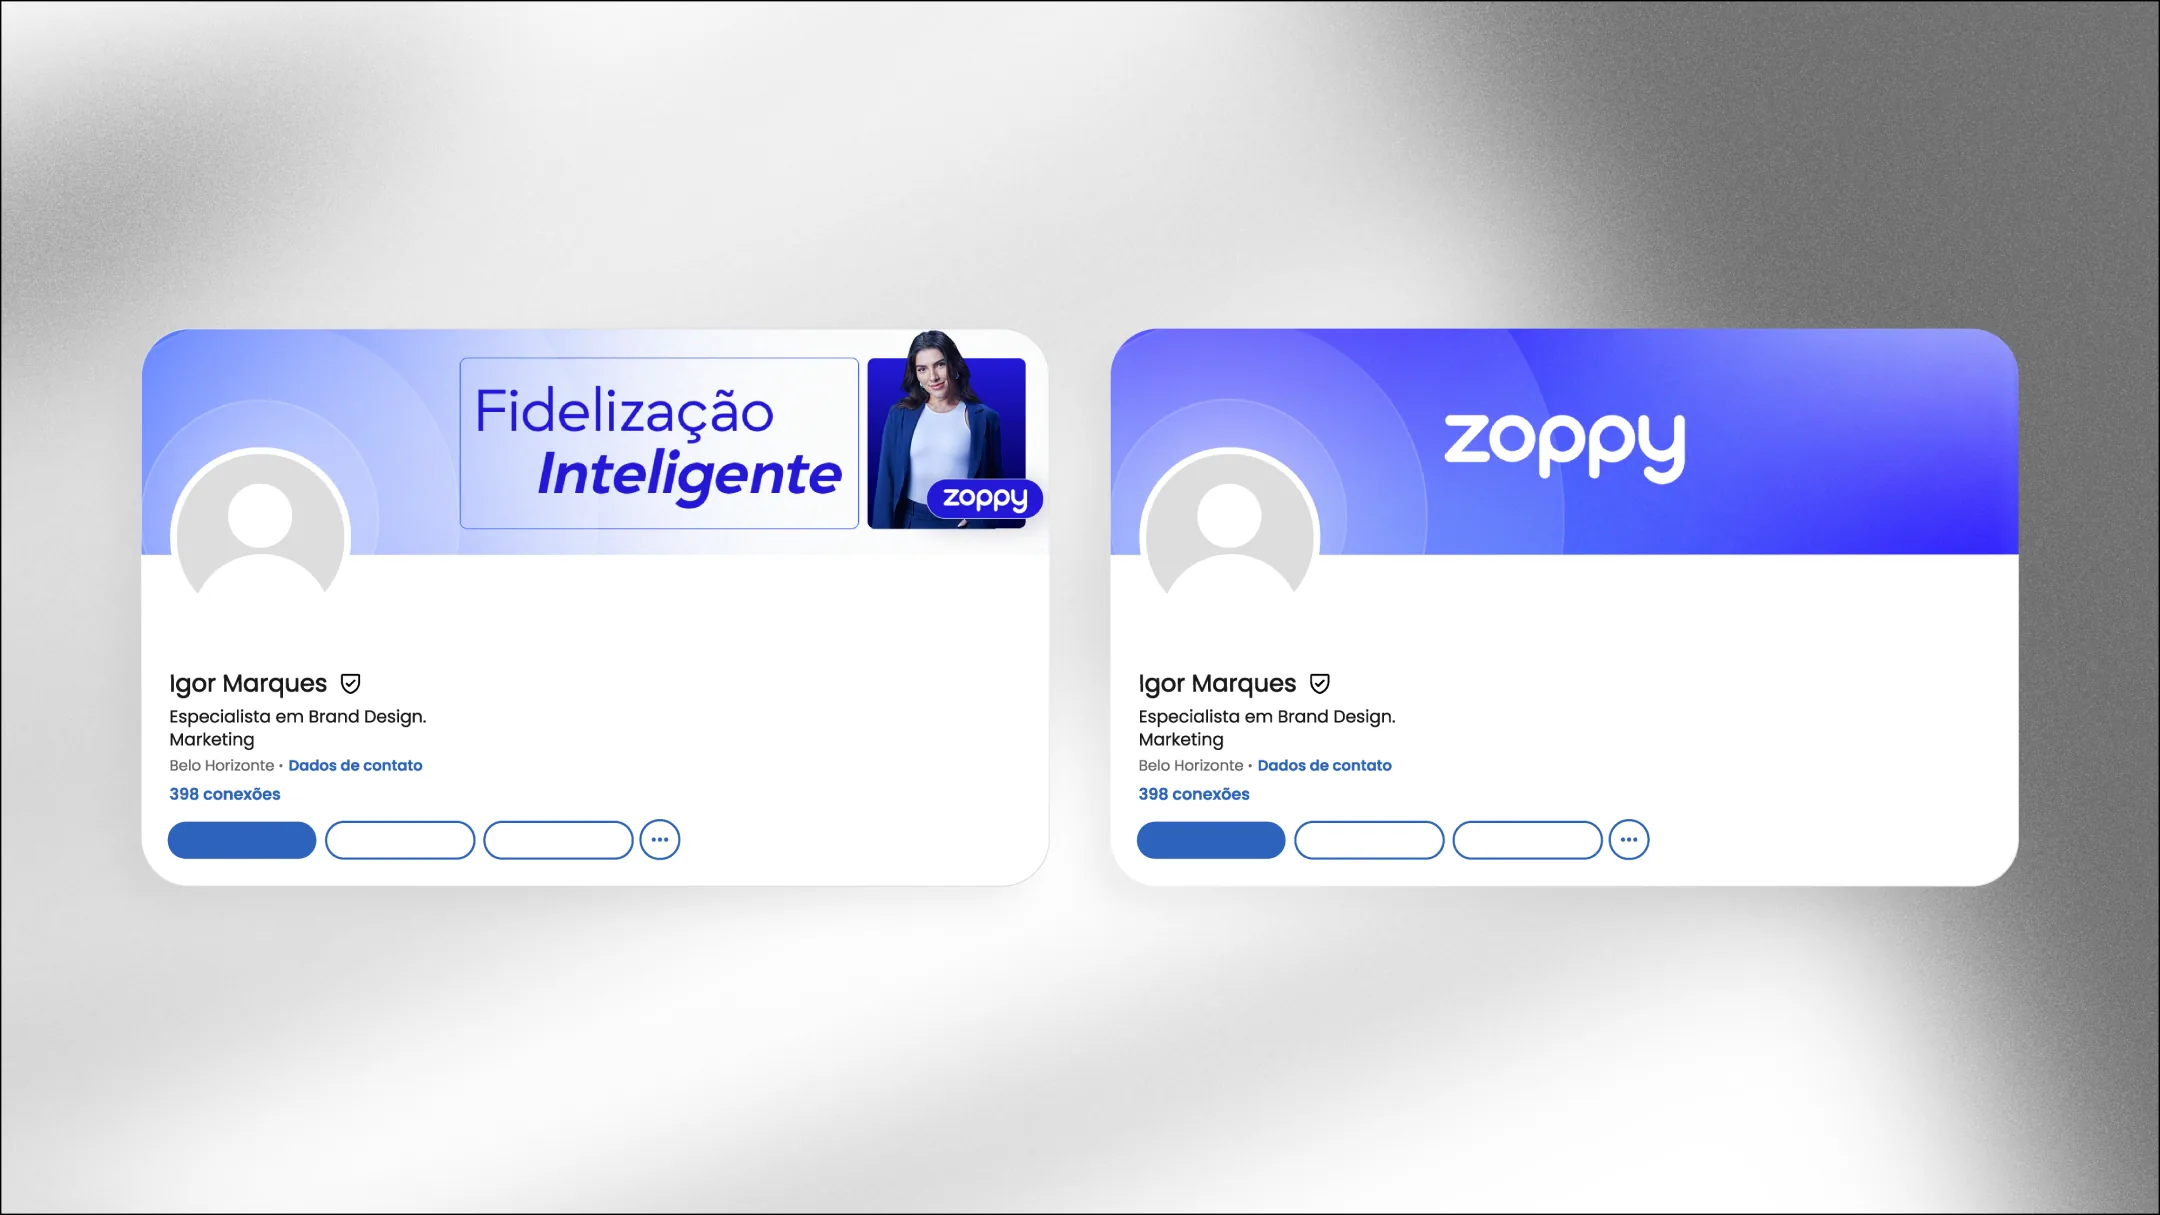 Fidelização
Inteligente
zoppy
Igor Marques
Especialista em Brand Design.
Marketing
Belo Horizonte • Dados de contato
398 conexões
zoppy
Igor Marques
Especialista em Brand Design.
Marketing
Belo Horizonte • Dados de contato
398 conexões